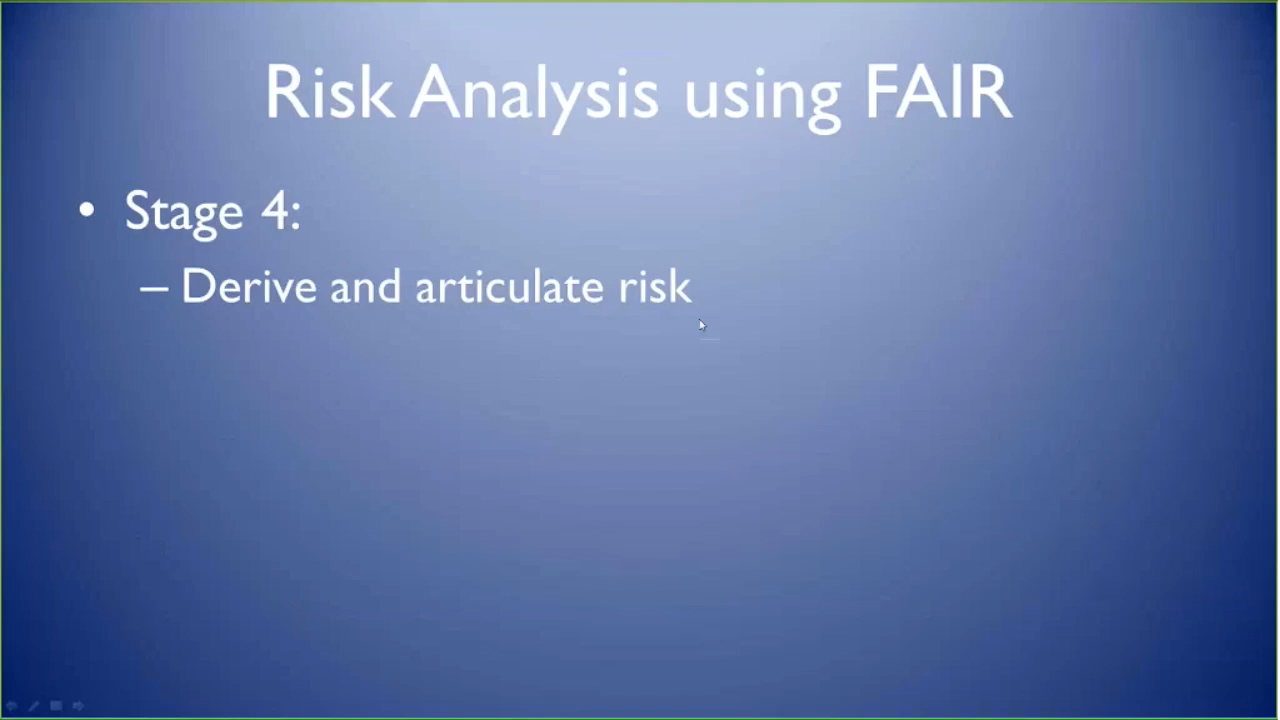 Risk Analysis using FAIR
• Stage 4:
– Derive and articulate risk